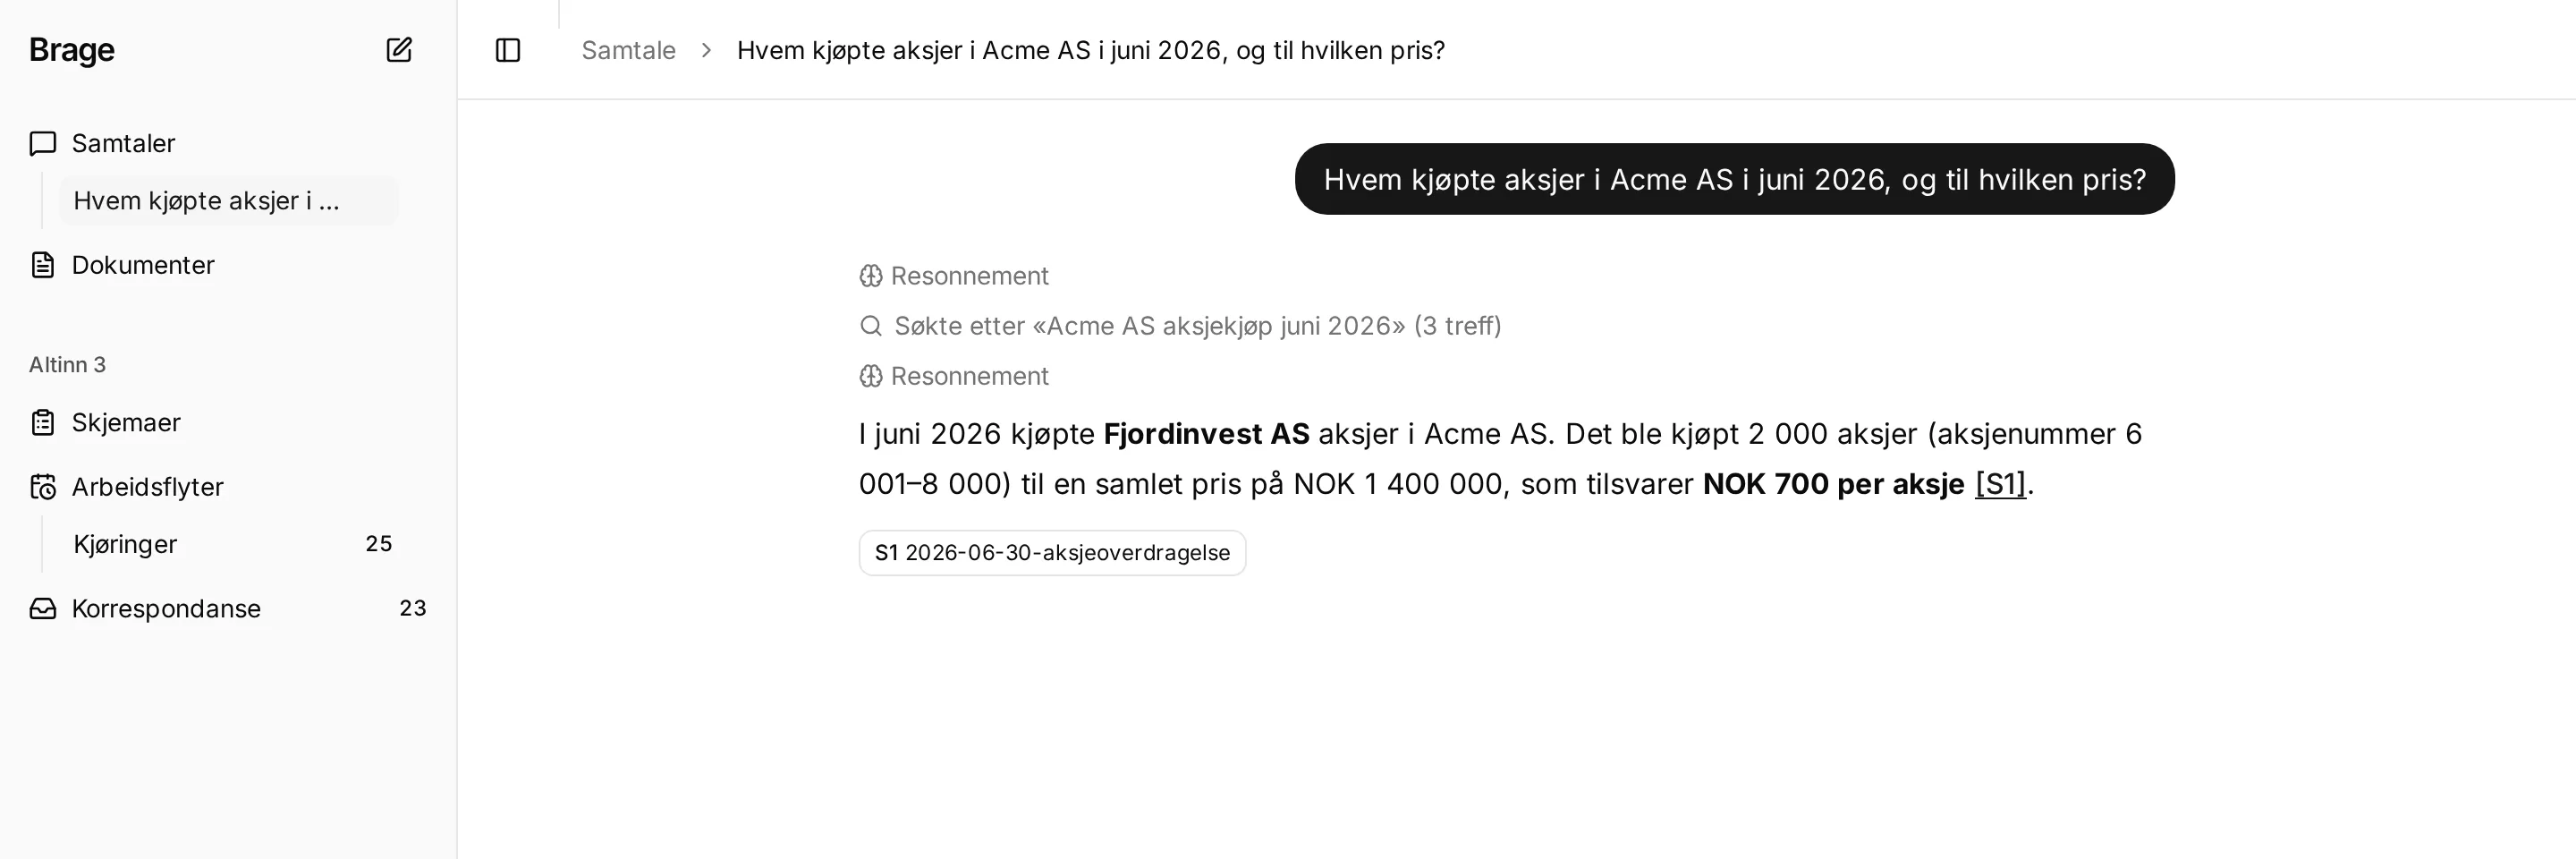 Brage
Samtaler
Hvem kjøpte aksjer i ...
Dokumenter
Altinn 3
Skjemaer
Arbeidsflyter
Kjøringer 25
Korrespondanse 23
Samtale > Hvem kjøpte aksjer i Acme AS i juni 2026, og til hvilken pris?
Hvem kjøpte aksjer i Acme AS i juni 2026, og til hvilken pris?
Resonnement
Søkte etter «Acme AS aksjekjøp juni 2026» (3 treff)
Resonnement
I juni 2026 kjøpte Fjordinvest AS aksjer i Acme AS. Det ble kjøpt 2 000 aksjer (aksjenummer 6
001–8 000) til en samlet pris på NOK 1 400 000, som tilsvarer NOK 700 per aksje [S1].
S1 2026-06-30-aksjeoverdragelse